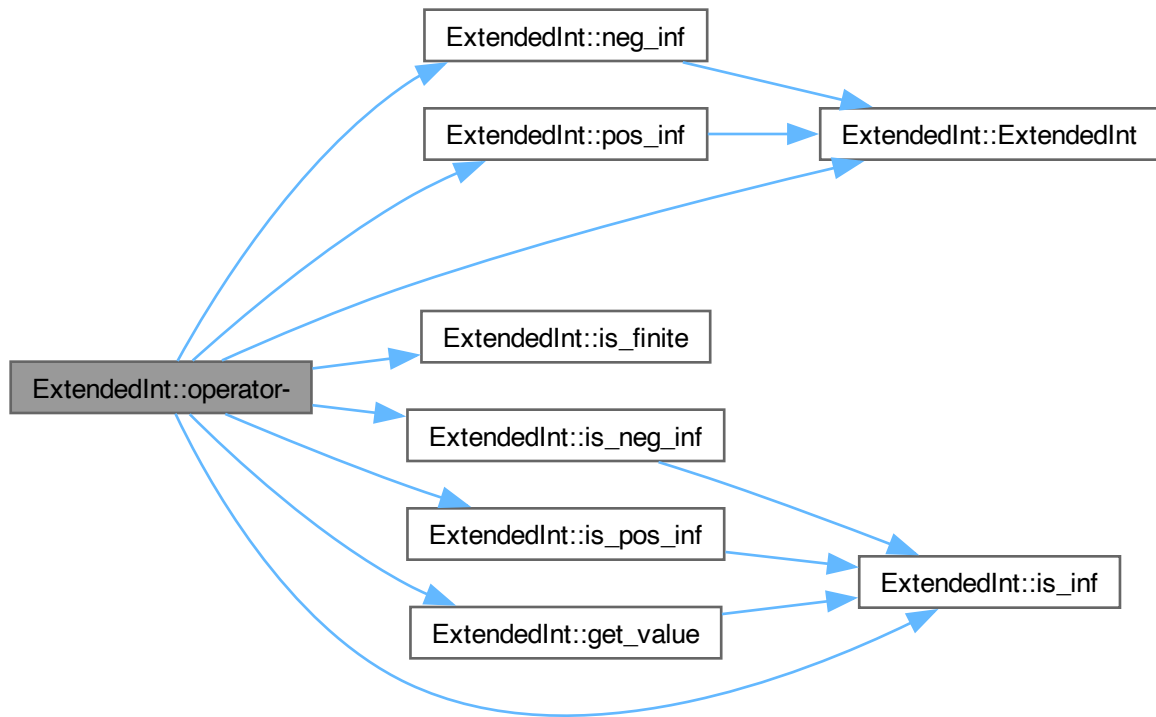 ExtendedInt::neg_inf
ExtendedInt::pos_inf
ExtendedInt::ExtendedInt
ExtendedInt::is_finite
ExtendedInt::operator-
ExtendedInt::is_neg_inf
ExtendedInt::is_pos_inf
ExtendedInt::is_inf
ExtendedInt::get_value